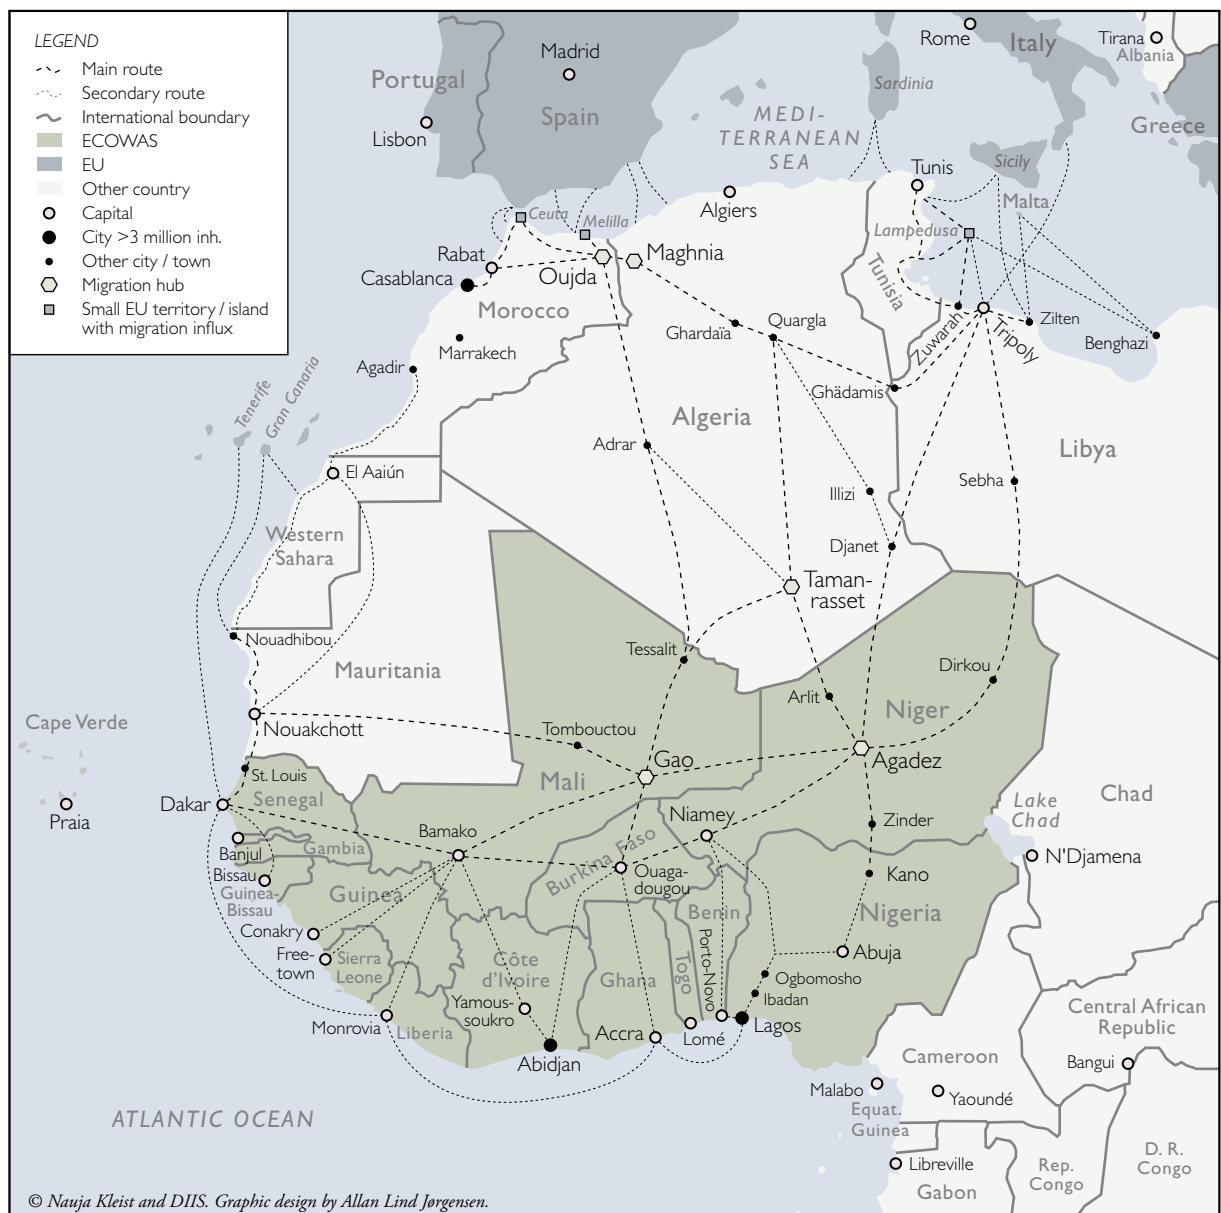 LEGEND
Main route
Secondary route
International boundary
ECOWAS
EU
Other country
Capital
City >3 million inh.
Other city / town
Migration hub
Small EU territory / island
with migration influx
Portugal
Madrid
Lisbon
Spain
MEDI-
TERRANEAN
SEA
Rome
Italy
Tirana
Albania
Sardinia
Greece
Sicily
Malta
Tunis
Algiers
Lampedusa
Ceuta
Melilla
Rabat
Casablanca
Oujda
Maghnia
Morocco
Marrakech
Agadir
Tunisia
Ghardaïa
Quargla
Zuwarah
Tripoly
Zilten
Benghazi
Ghädamis
Tenerife
Gran Canaria
Algeria
Libya
Adrar
El Aaiún
Illizi
Sebha
Western
Sahara
Djanet
Taman-
rasset
Nouadhibou
Mauritania
Tessalit
Dirkou
Arlit
Niger
Cape Verde
Nouakchott
Tombouctou
Gao
Agadez
St. Louis
Mali
Senegal
Dakar
Praia
Lake
Chad
Chad
Niamey
Zinder
Bamako
Banjul
Gambia
Burkina Faso
N'Djamena
Bissau
Guinea-
Bissau
Guinea
Ouaga-
dougou
Kano
Benin
Nigeria
Conakry
Free-
town
Sierra
Leone
Côte
d'Ivoire
Ghana
Togo
Porto-Novo
Abuja
Ogbomosho
Ibadan
Yamous-
soukro
Monrovia
Liberia
Accra
Lomé
Lagos
Abidjan
Central African
Republic
Cameroon
Bangui
Malabo
Yaoundé
Equat.
Guinea
ATLANTIC OCEAN
Libreville
Gabon
Rep.
Congo
D. R.
Congo
© Nauja Kleist and DIIS. Graphic design by Allan Lind Jørgensen.